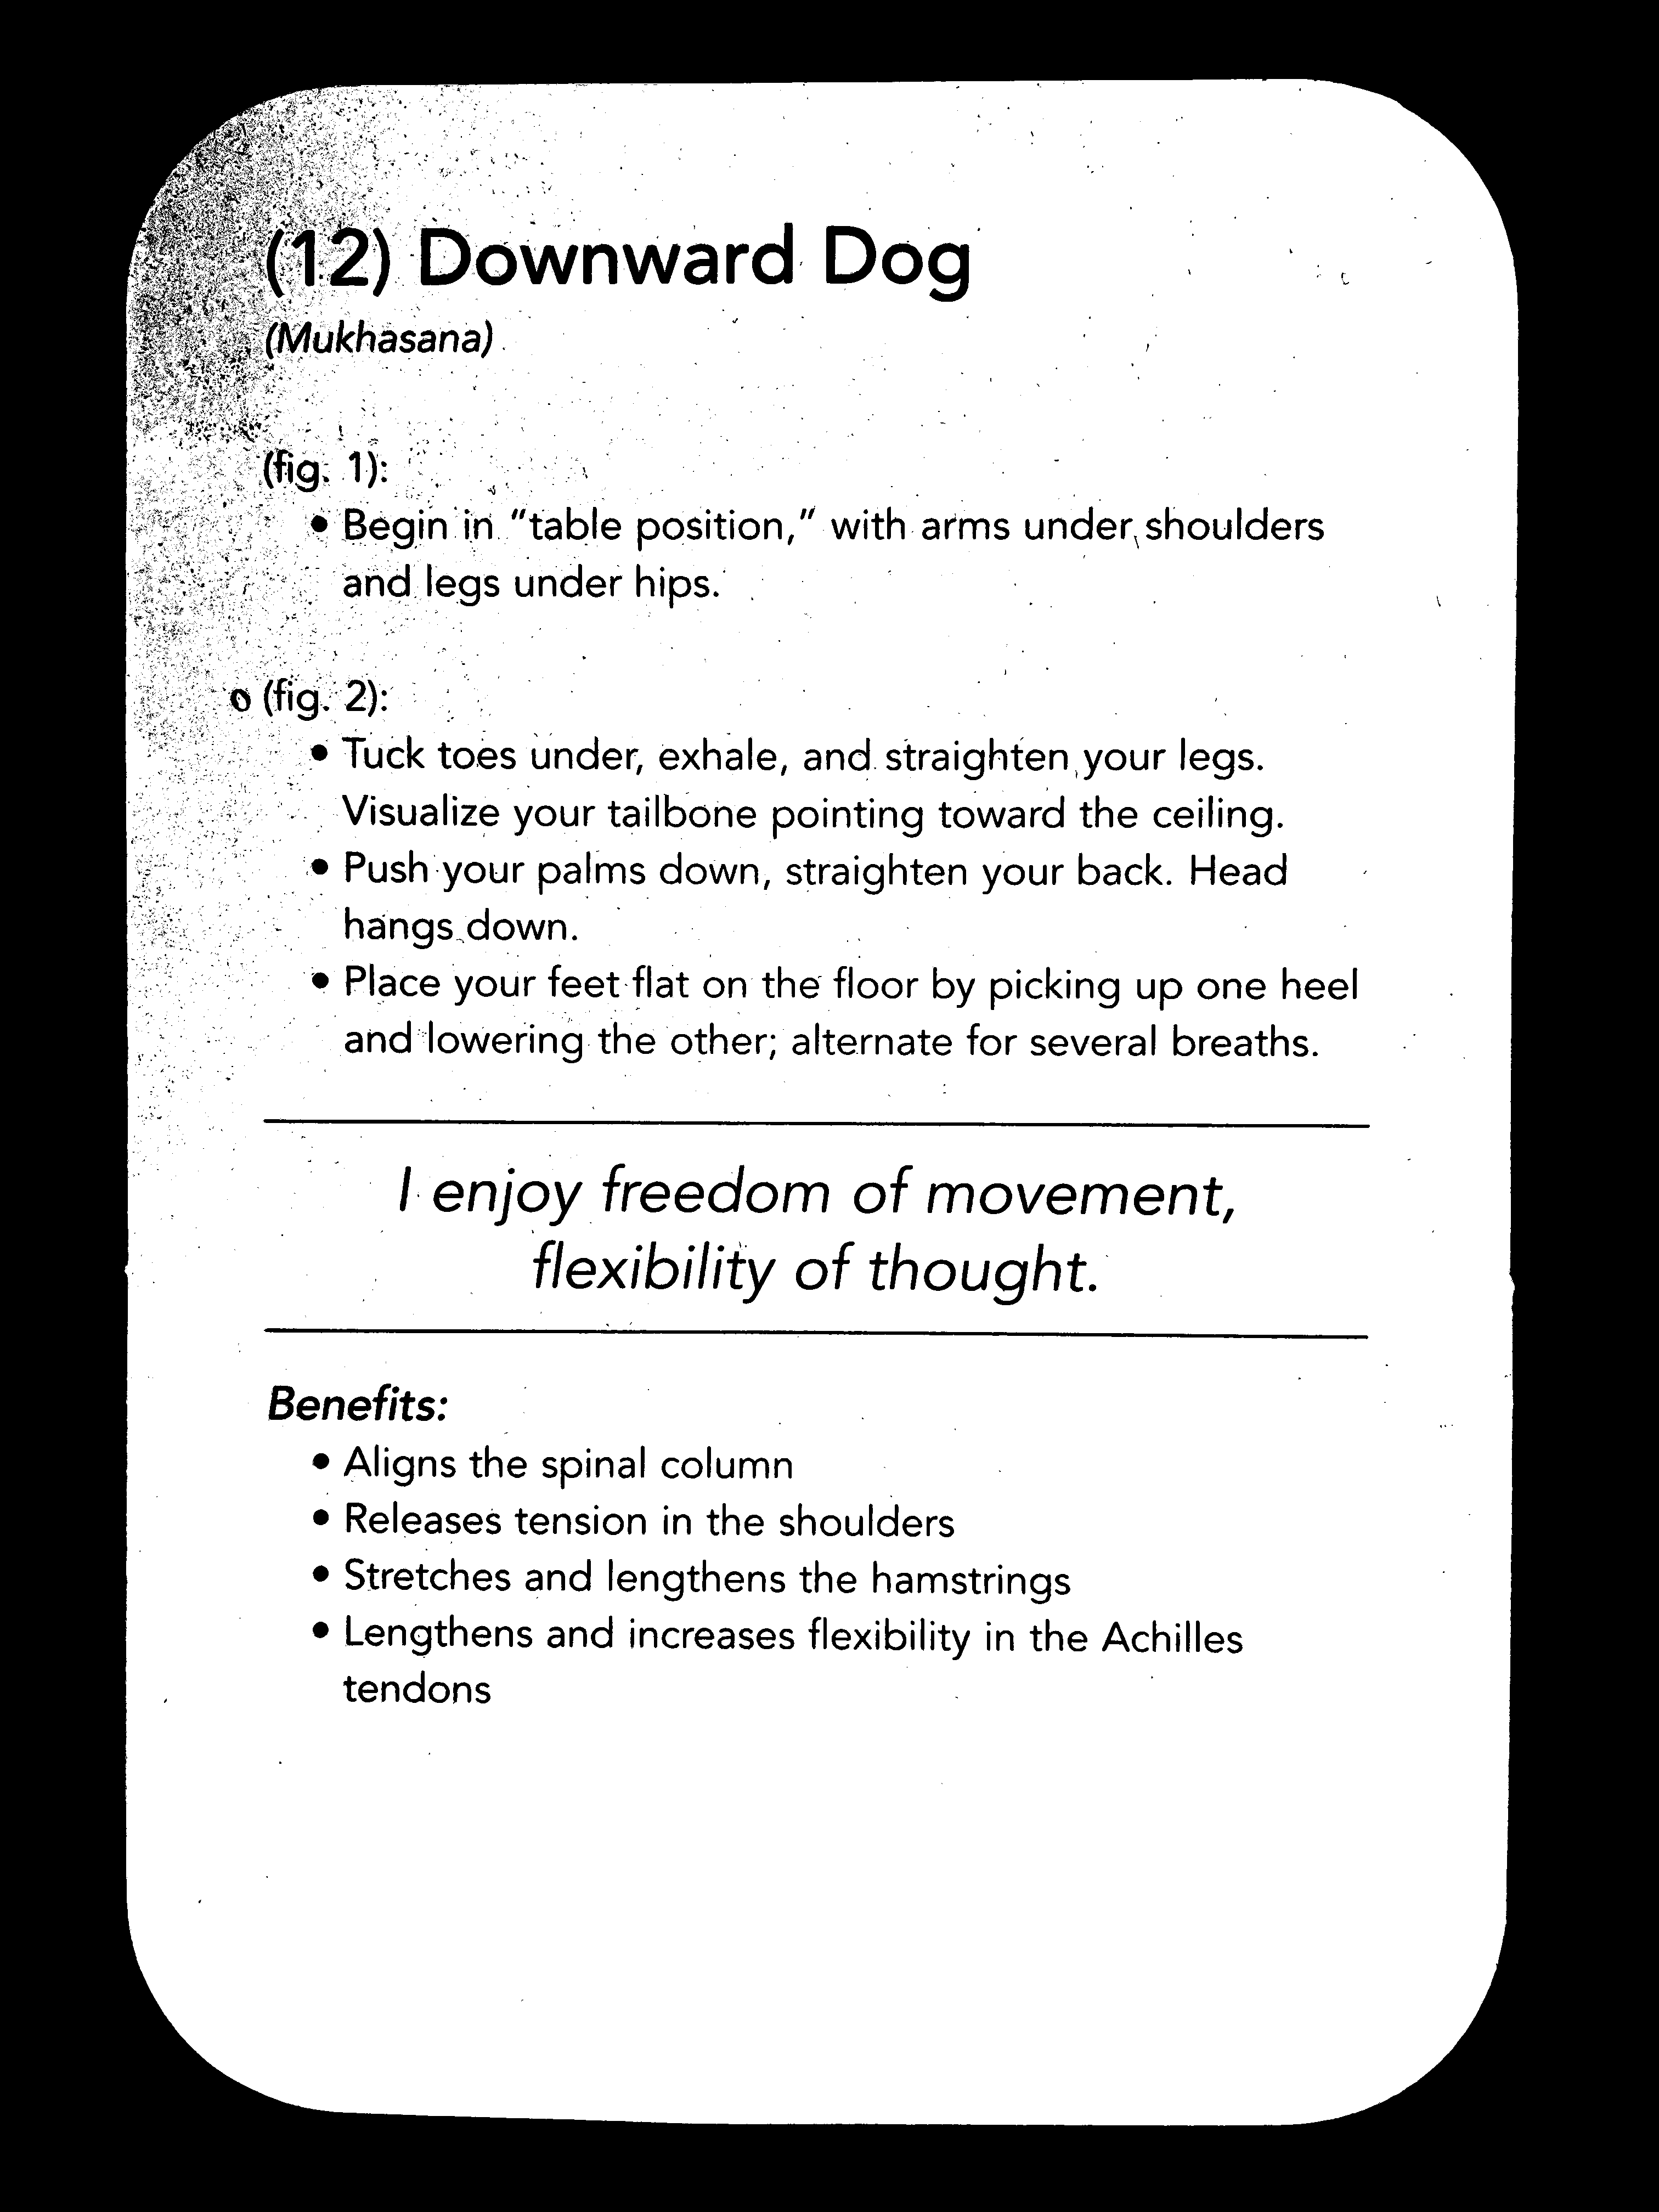 (12) Downward Dog
(Mukhasana)
(fig. 1):
• Begin in “table position,” with arms under shoulders
and legs under hips.
o (fig. 2):
• Tuck toes under, exhale, and straighten your legs.
Visualize your tailbone pointing toward the ceiling.
• Push your palms down, straighten your back. Head
hangs down.
• Place your feet flat on the floor by picking up one heel
and lowering the other; alternate for several breaths.
I enjoy freedom of movement,
flexibility of thought.
Benefits:
• Aligns the spinal column
• Releases tension in the shoulders
• Stretches and lengthens the hamstrings
• Lengthens and increases flexibility in the Achilles
tendons